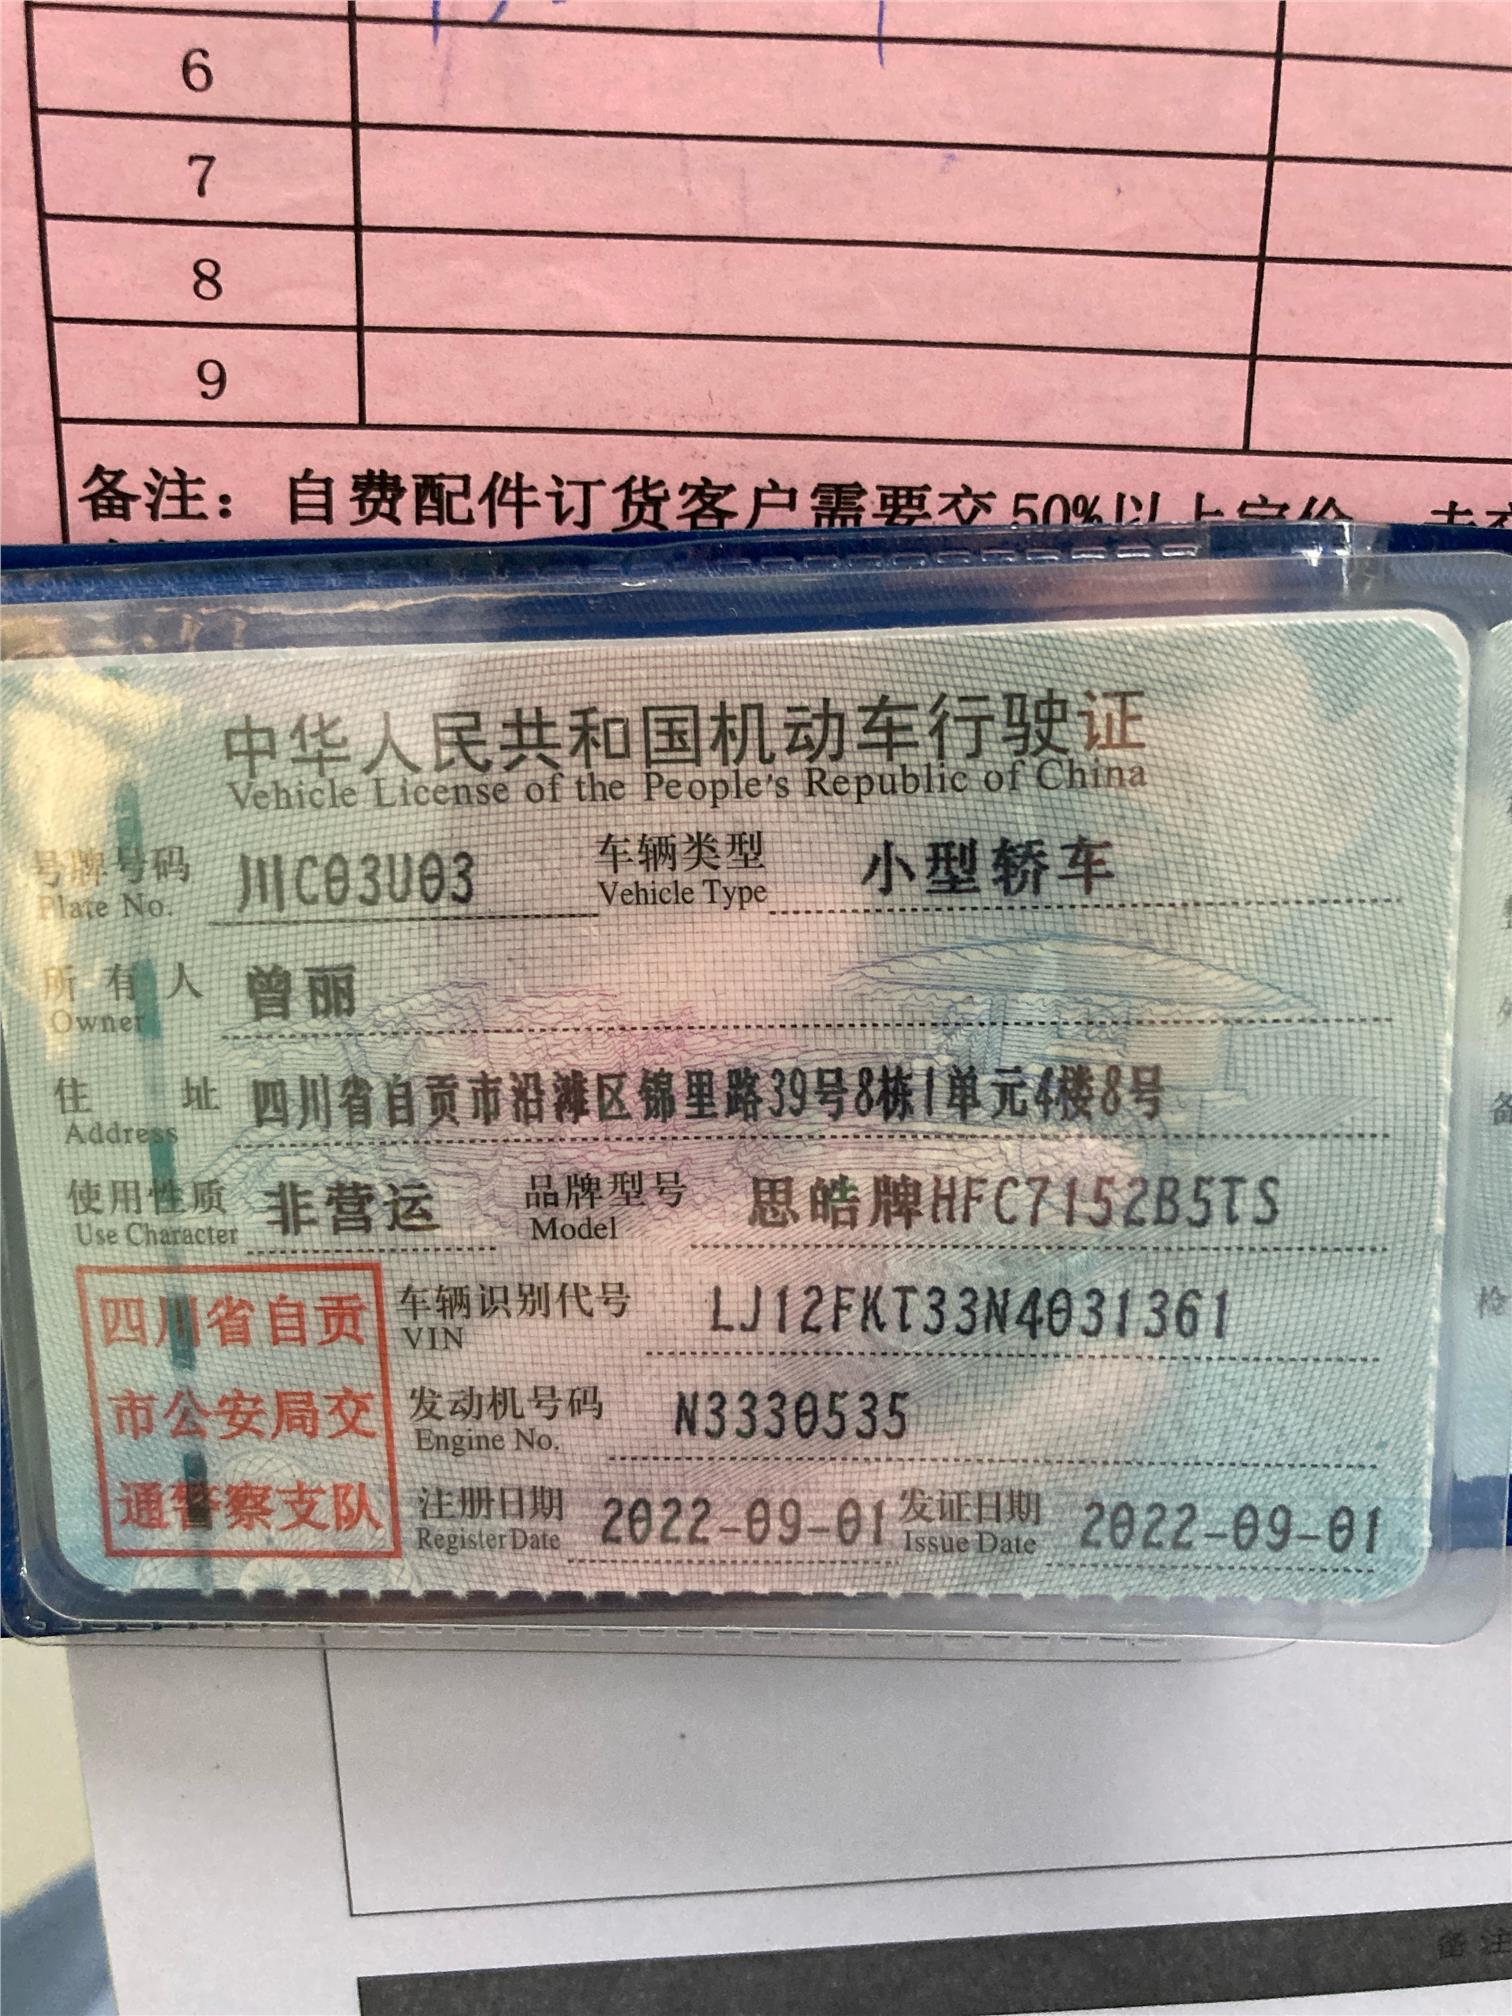 6
7
8
9
备注： 自费配件订货客户需要交 50%以上定价
中华人民共和国机动车行驶证
Vehicle License of the People's Republic of China
号牌号码 川C03U03 车辆类型 小型轿车
Plate No. Vehicle Type
所有人 曾丽
Owner
住址 四川省自贡市沿滩区锦里路39号8栋1单元4楼8号
Address
使用性质 非营运 品牌型号 思皓牌HFC7152B5TS
Use Character Model
四川省自贡
市公安局交
通警察支队
车辆识别代号 LJ12FKT33N4031361
VIN
发动机号码 N3330535
Engine No.
注册日期 2022-09-01 发证日期 2022-09-01
Register Date Issue Date
备注